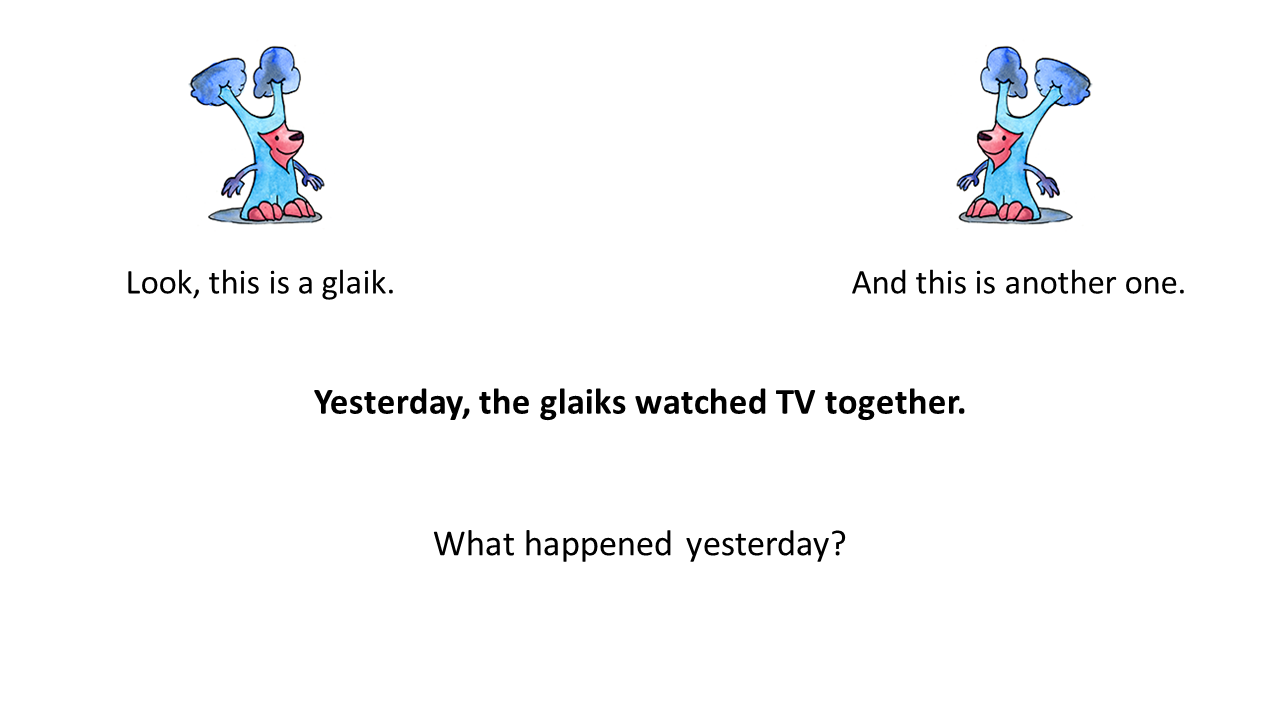 Look, this is a glaik.
And this is another one.
Yesterday, the glaiks watched TV together.
What happened yesterday?